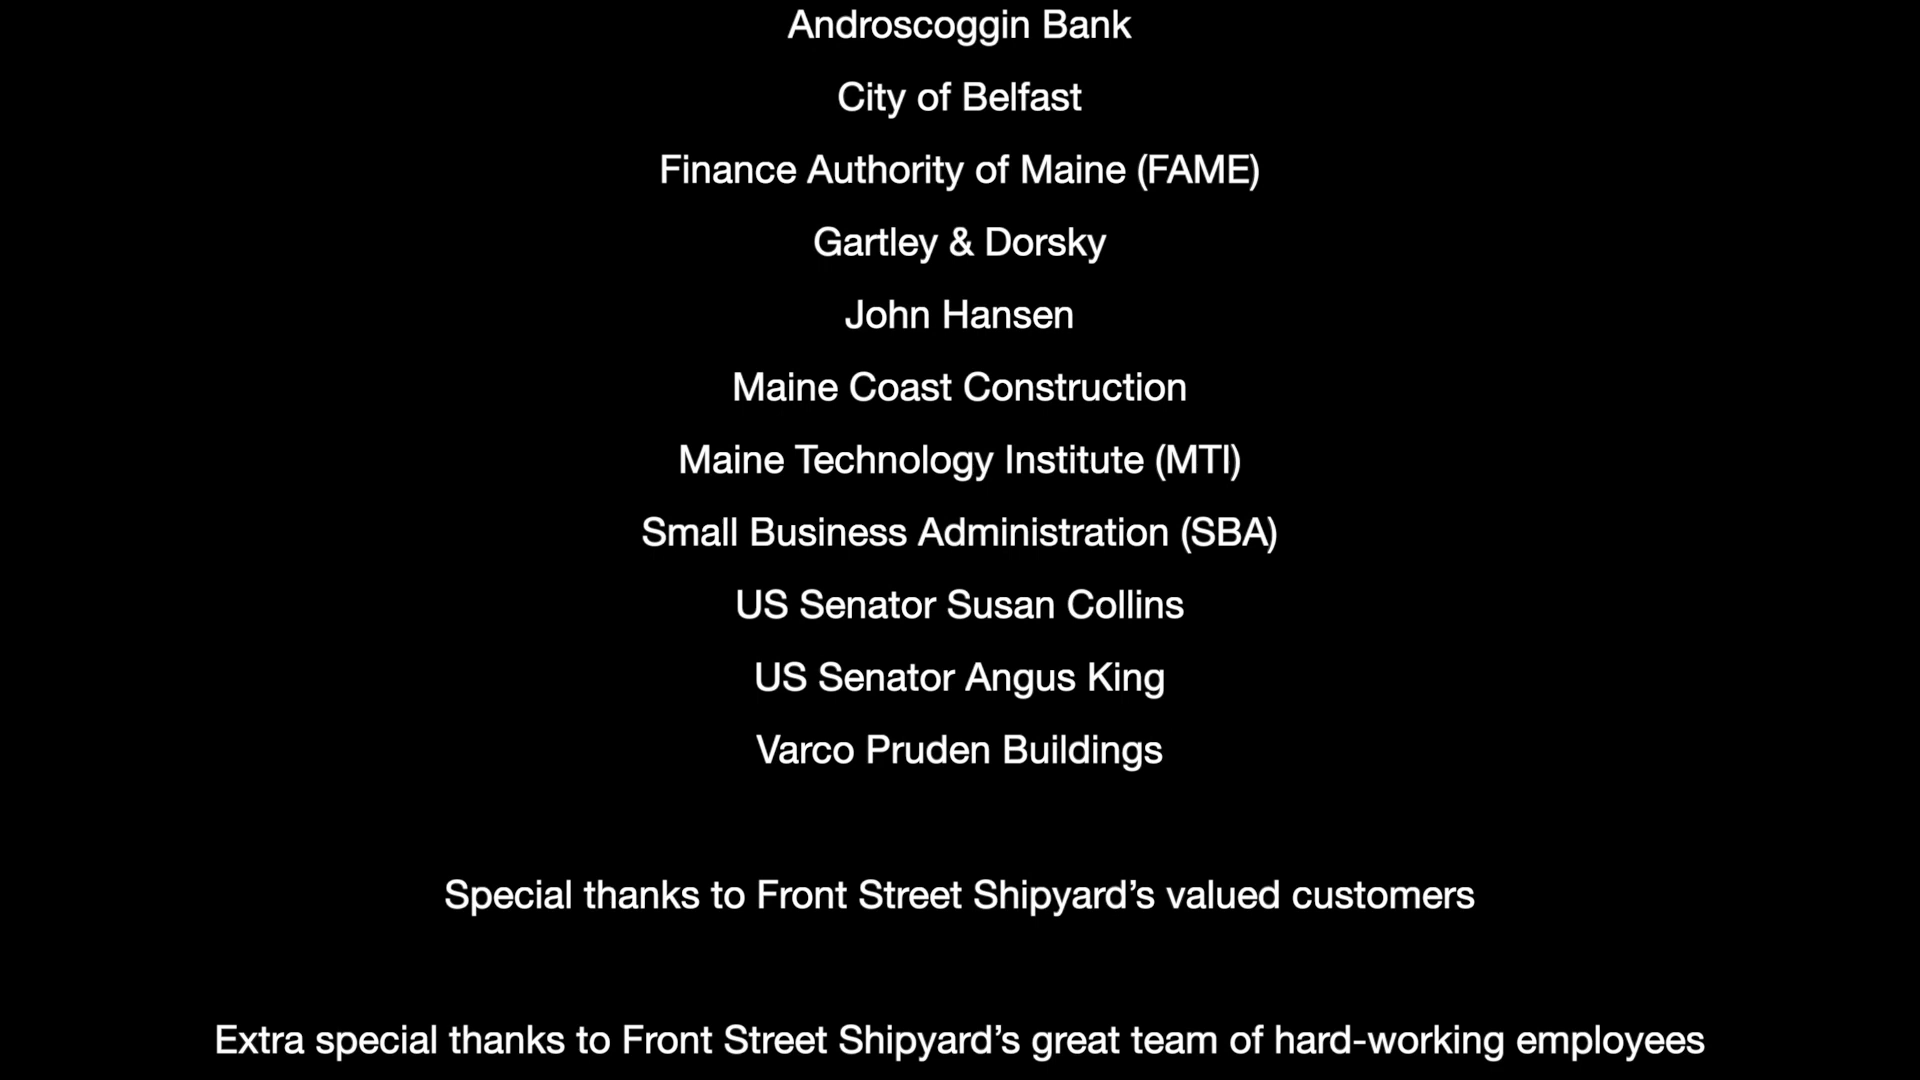 Androscoggin Bank
City of Belfast
Finance Authority of Maine (FAME)
Gartley & Dorsky
John Hansen
Maine Coast Construction
Maine Technology Institute (MTI)
Small Business Administration (SBA)
US Senator Susan Collins
US Senator Angus King
Varco Pruden Buildings
Special thanks to Front Street Shipyard’s valued customers
Extra special thanks to Front Street Shipyard’s great team of hard-working employees